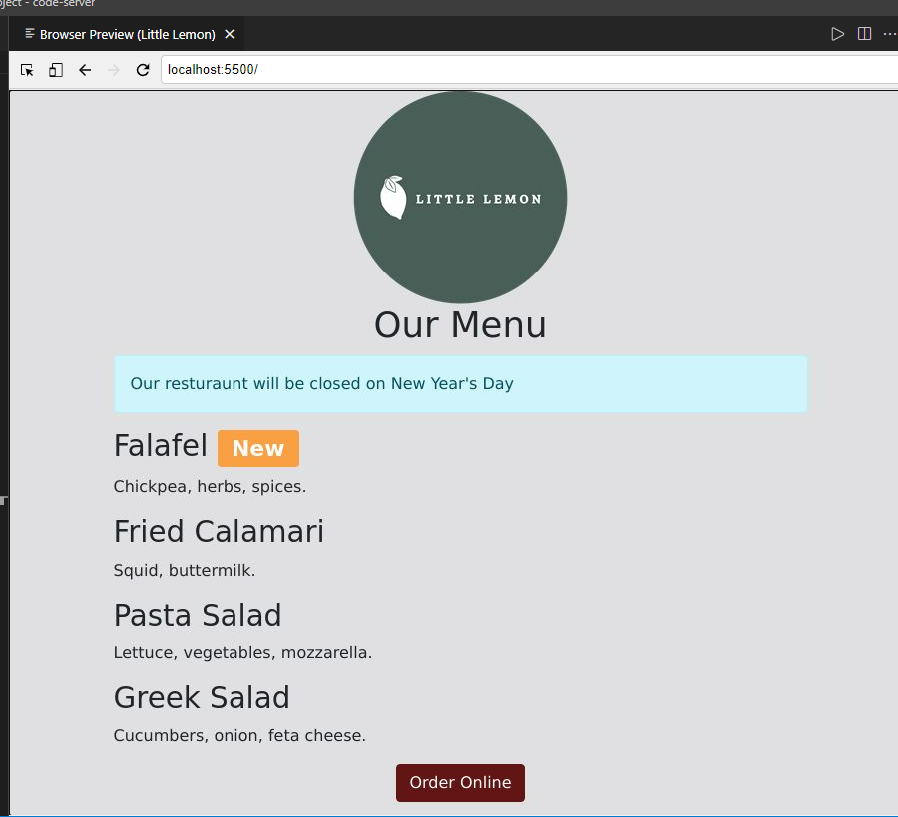 oject - code-server
Browser Preview (Little Lemon)
localhost:5500/
LITTLE LEMON
Our Menu
Our resturaunt will be closed on New Year's Day
Falafel New
Chickpea, herbs, spices.
Fried Calamari
Squid, buttermilk.
Pasta Salad
Lettuce, vegetables, mozzarella.
Greek Salad
Cucumbers, onion, feta cheese.
Order Online